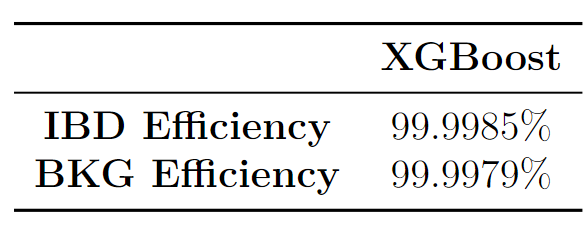 XGBoost
IBD Efficiency 99.9985%
BKG Efficiency 99.9979%